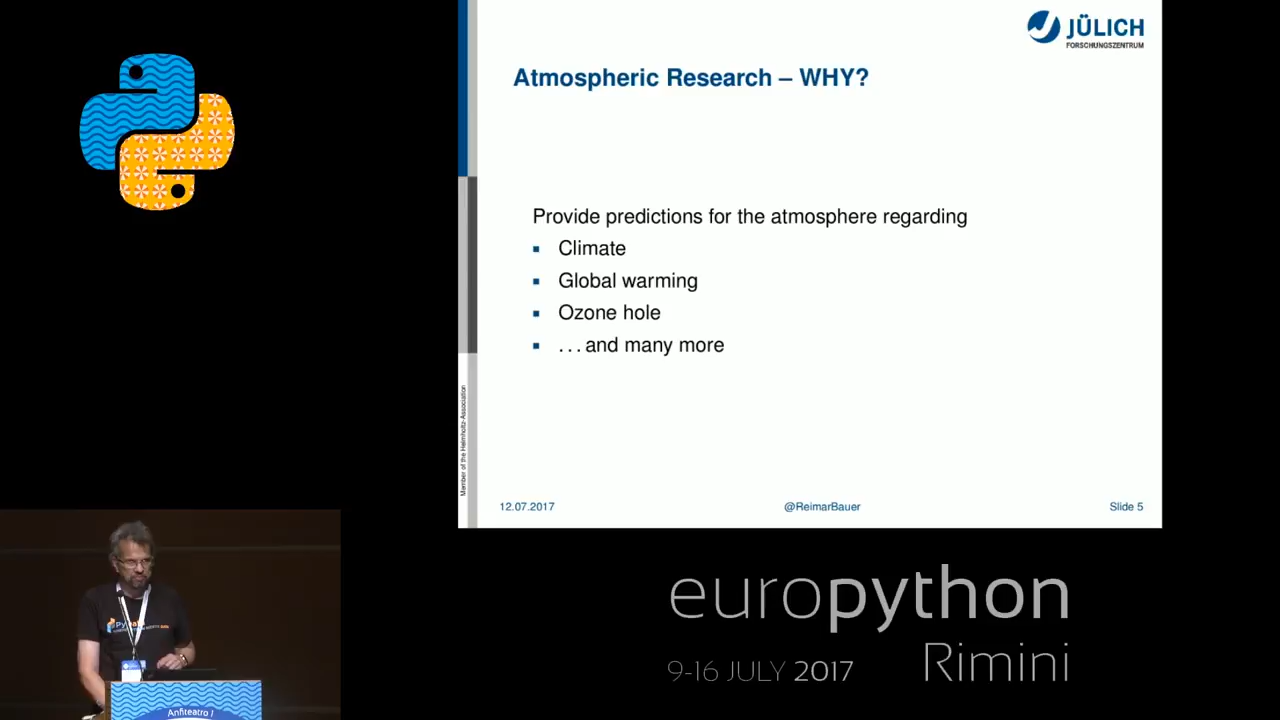 JÜLICH
FORSCHUNGSZENTRUM
Atmospheric Research – WHY?
Provide predictions for the atmosphere regarding
Climate
Global warming
Ozone hole
...and many more
Member of the Helmholtz-Association
12.07.2017
@ReimarBauer
Slide 5
europython
9-16 JULY 2017
Rimini
Anfiteatro